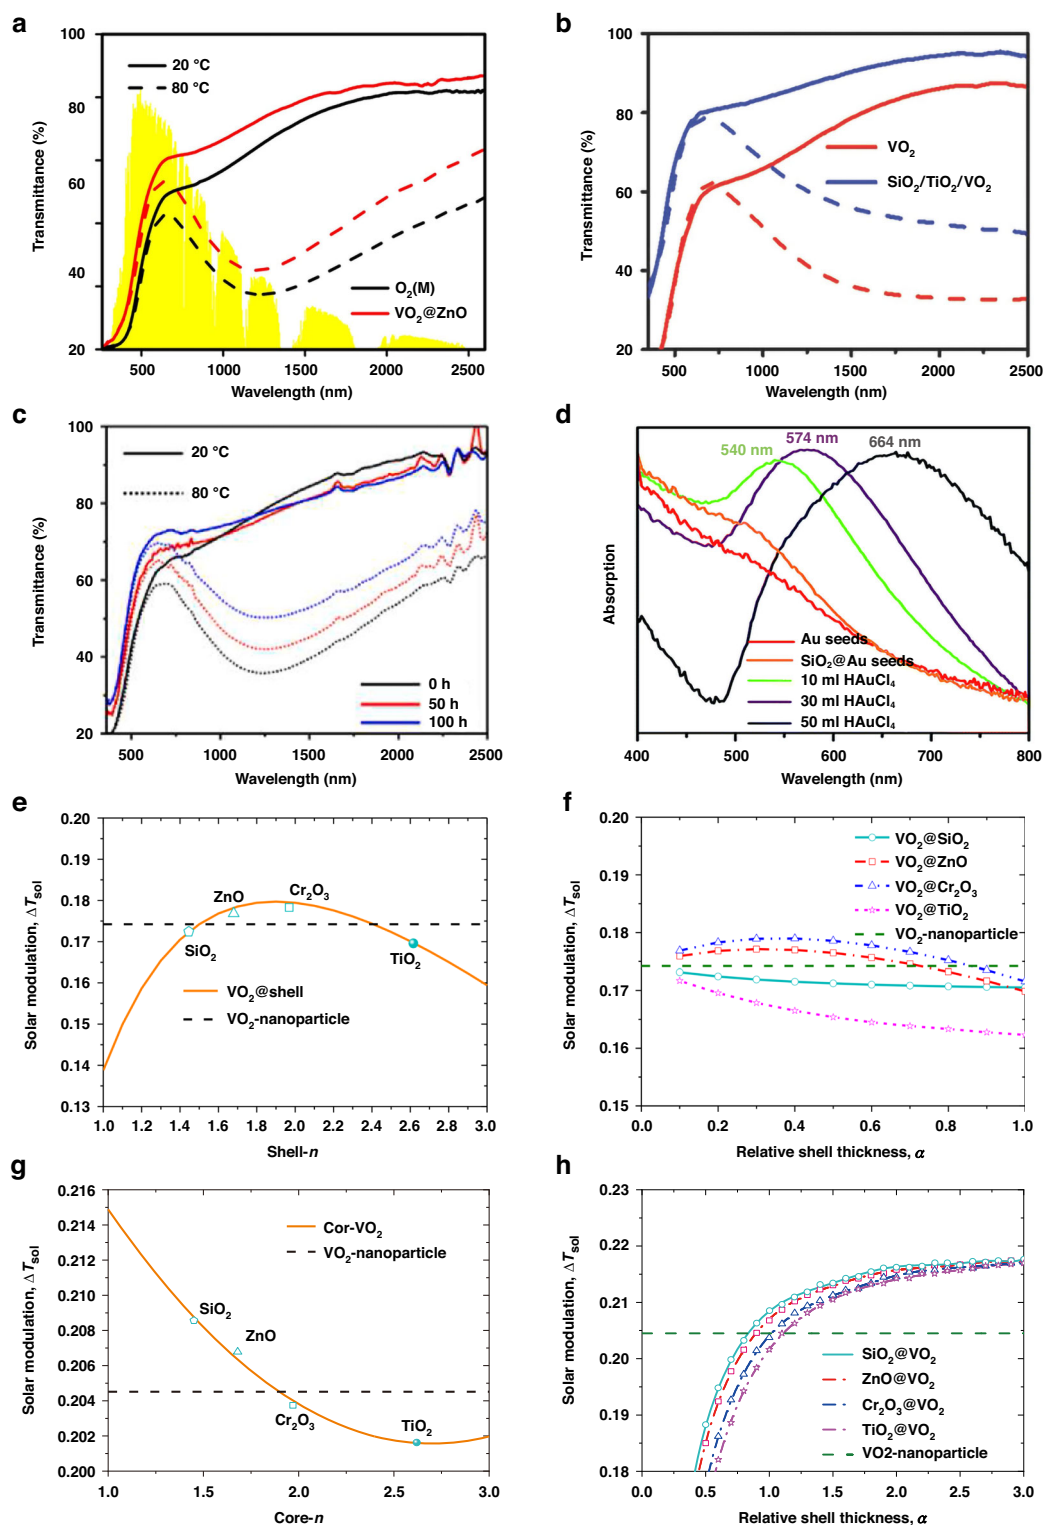 a
100
80
60
40
20
Transmittance (%)
20 °C
80 °C
O2(M)
VO2@ZnO
500 1000 1500 2000 2500
Wavelength (nm)
b
100
80
60
40
20
Transmittance (%)
VO2
SiO2/TiO2/VO2
500 1000 1500 2000 2500
Wavelength (nm)
c
100
80
60
40
20
Transmittance (%)
20 °C
80 °C
0 h
50 h
100 h
500 1000 1500 2000 2500
Wavelength (nm)
d
Absorption
540 nm
574 nm
664 nm
Au seeds
SiO2@Au seeds
10 ml HAuCl4
30 ml HAuCl4
50 ml HAuCl4
400 500 600 700 800
Wavelength (nm)
e
0.20
0.19
0.18
0.17
0.16
0.15
0.14
0.13
Solar modulation, ΔTsol
ZnO
Cr2O3
SiO2
TiO2
VO2@shell
VO2-nanoparticle
1.0 1.2 1.4 1.6 1.8 2.0 2.2 2.4 2.6 2.8 3.0
Shell-n
f
0.20
0.19
0.18
0.17
0.16
0.15
Solar modulation, ΔTsol
VO2@SiO2
VO2@ZnO
VO2@Cr2O3
VO2@TiO2
VO2-nanoparticle
0.0 0.2 0.4 0.6 0.8 1.0
Relative shell thickness, α
g
0.216
0.214
0.212
0.210
0.208
0.206
0.204
0.202
0.200
Solar modulation, ΔTsol
Cor-VO2
VO2-nanoparticle
SiO2
ZnO
Cr2O3
TiO2
1.0 1.5 2.0 2.5 3.0
Core-n
h
0.23
0.22
0.21
0.20
0.19
0.18
Solar modulation, ΔTsol
SiO2@VO2
ZnO@VO2
Cr2O3@VO2
TiO2@VO2
VO2-nanoparticle
0.0 0.5 1.0 1.5 2.0 2.5 3.0
Relative shell thickness, α